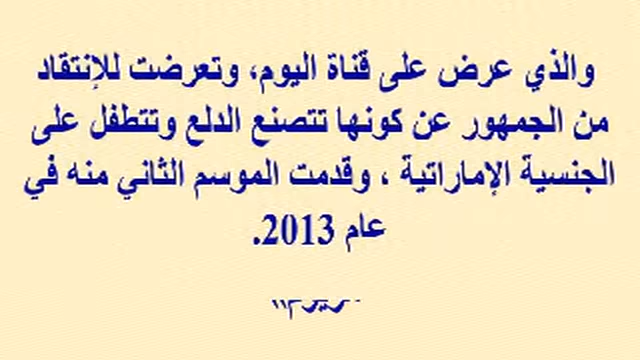 والذي عرض على قناة اليوم، وتعرضت للإنتقاد
من الجمهور عن كونها تتصنع الدلع وتتطفل على
الجنسية الإماراتية ، وقدمت الموسم الثاني منه في
عام 2013.